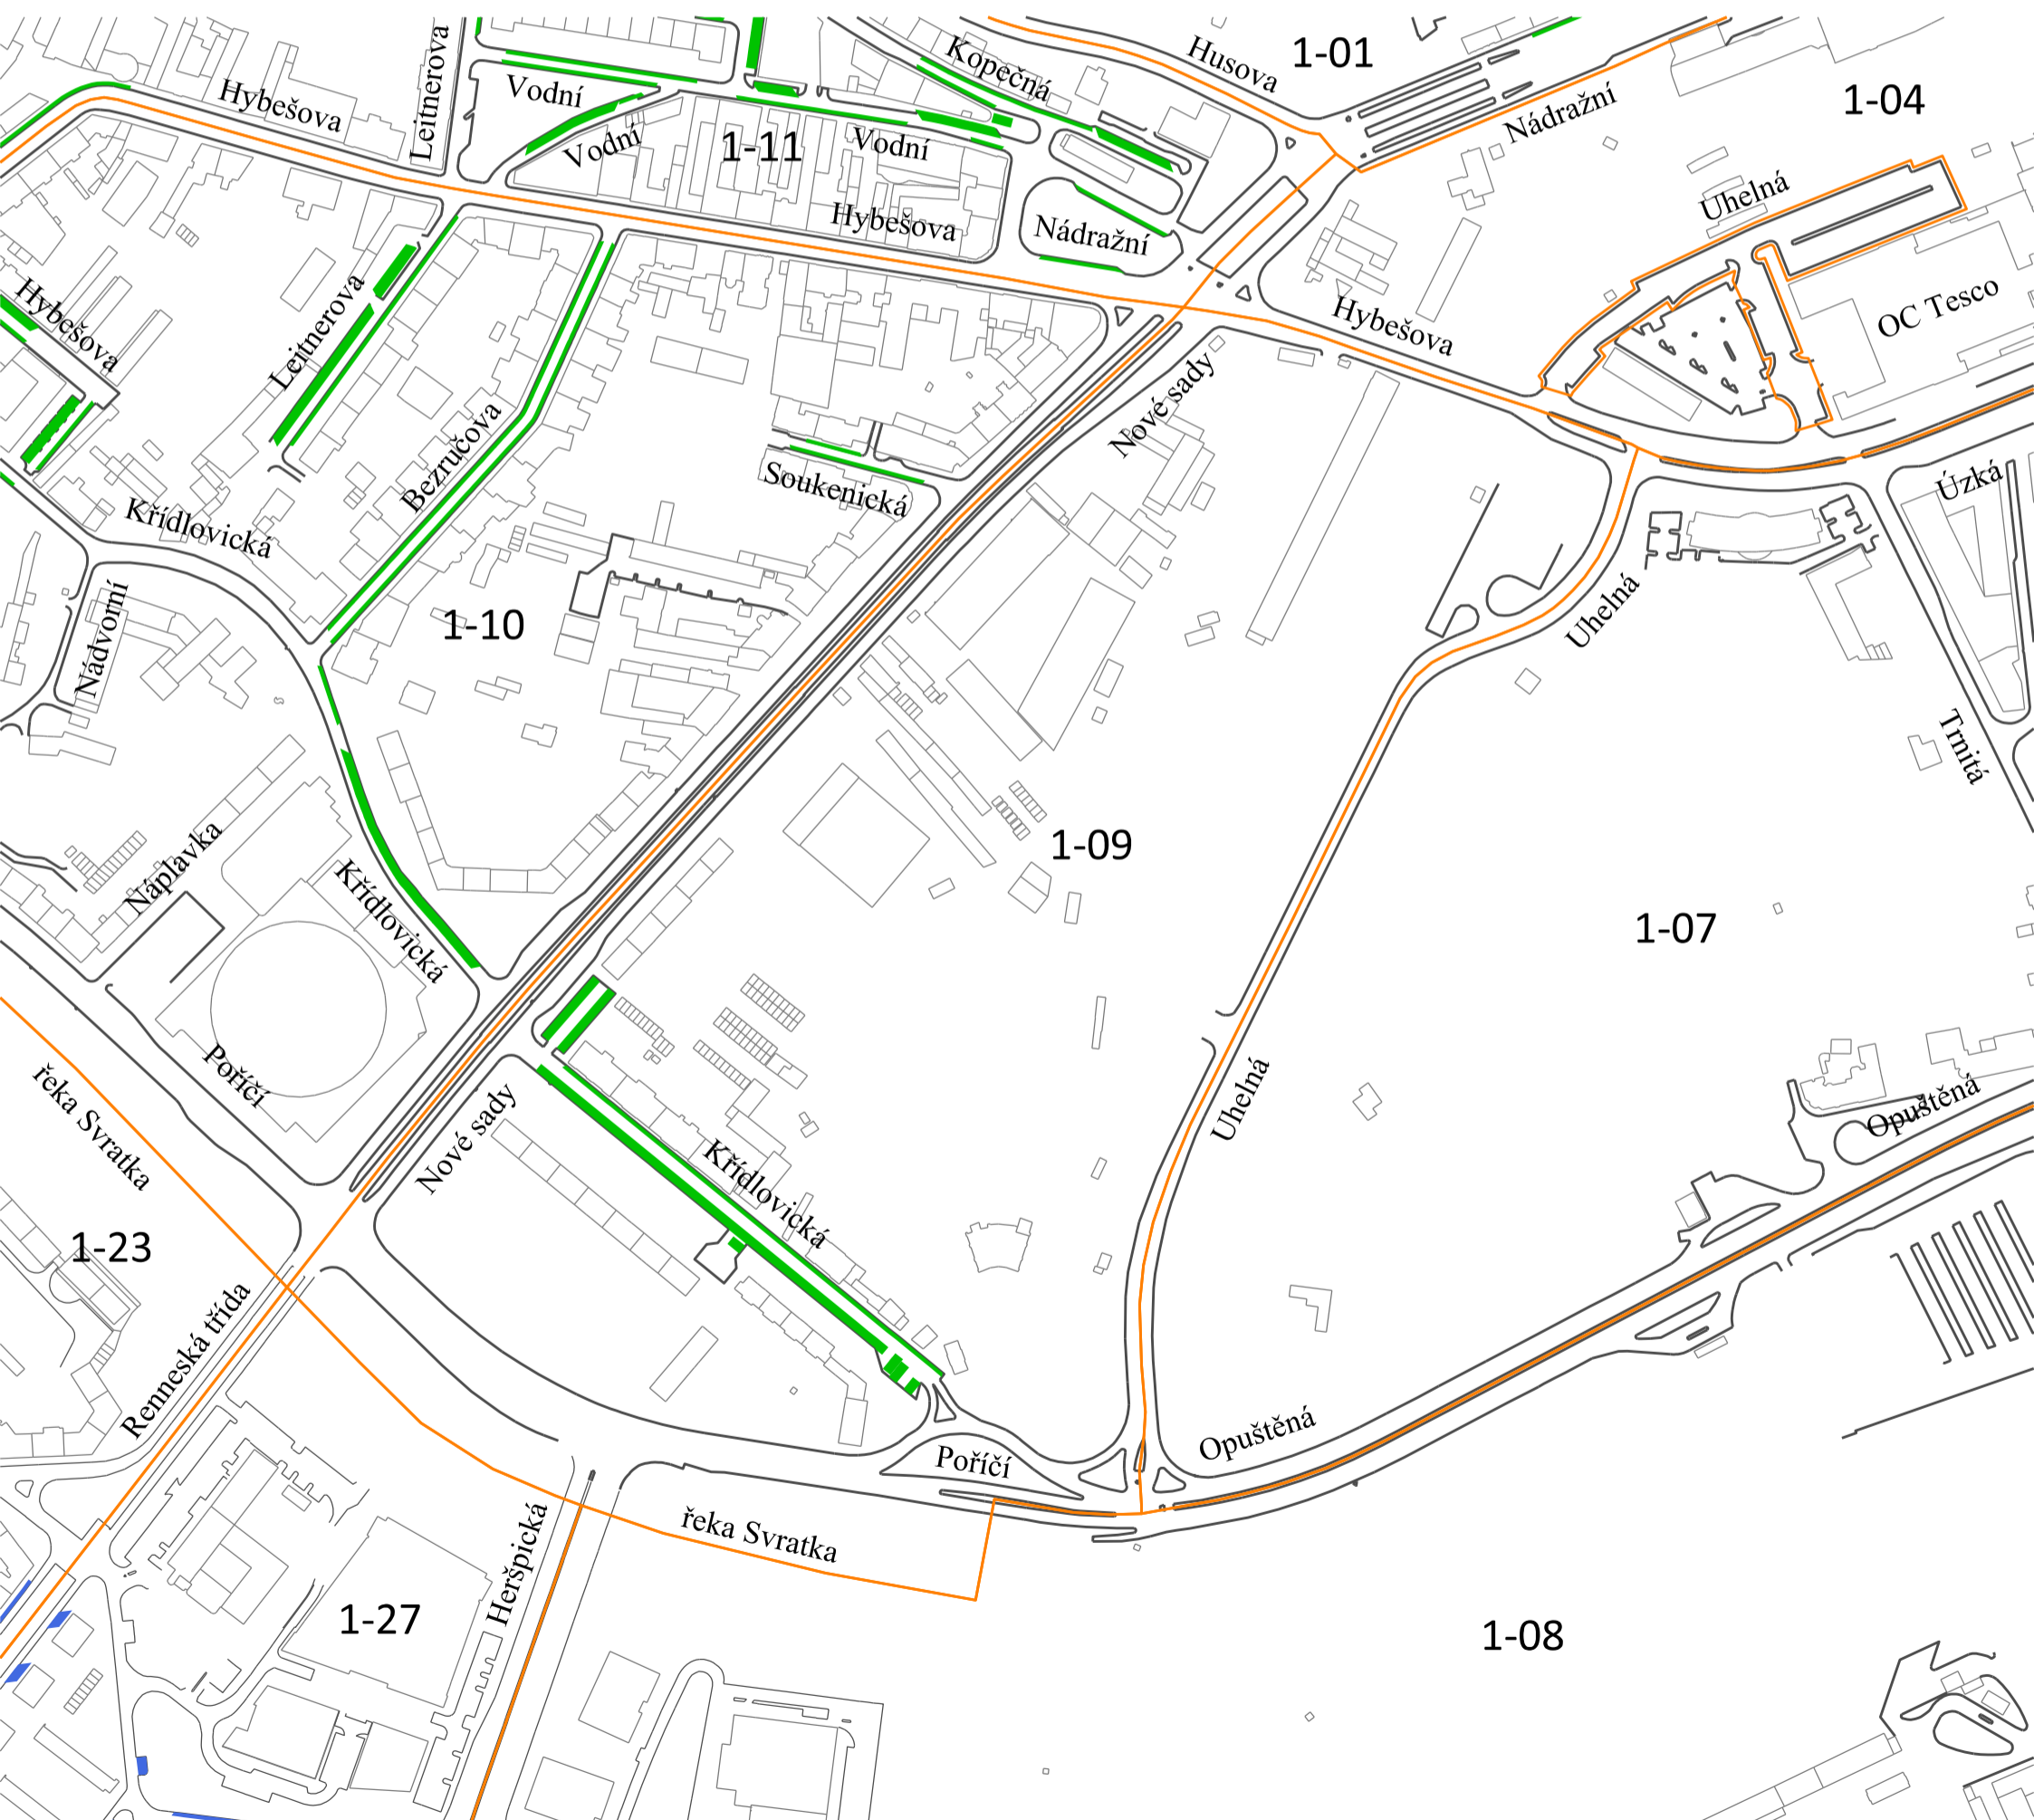 Husova
1-01
Kopečná
Leitnerova
Vodní
Hybešova
Nádražní
1-04
Vodní
1-11
Vodní
Uhelná
Hybešova
Nádražní
Hybešova
Leitnerova
Hybešova
OC Tesco
Nové sady
Bezručova
Soukenická
Úzká
Křídlovická
Nádvorní
1-10
Uhelná
Trnitá
Náplavka
1-09
Křídlovická
1-07
Poříčí
řeka Svratka
Nové sady
Uhelná
Opuštěná
Křídlovická
1-23
Renneská třída
Opuštěná
Poříčí
řeka Svratka
Heršpická
1-27
1-08